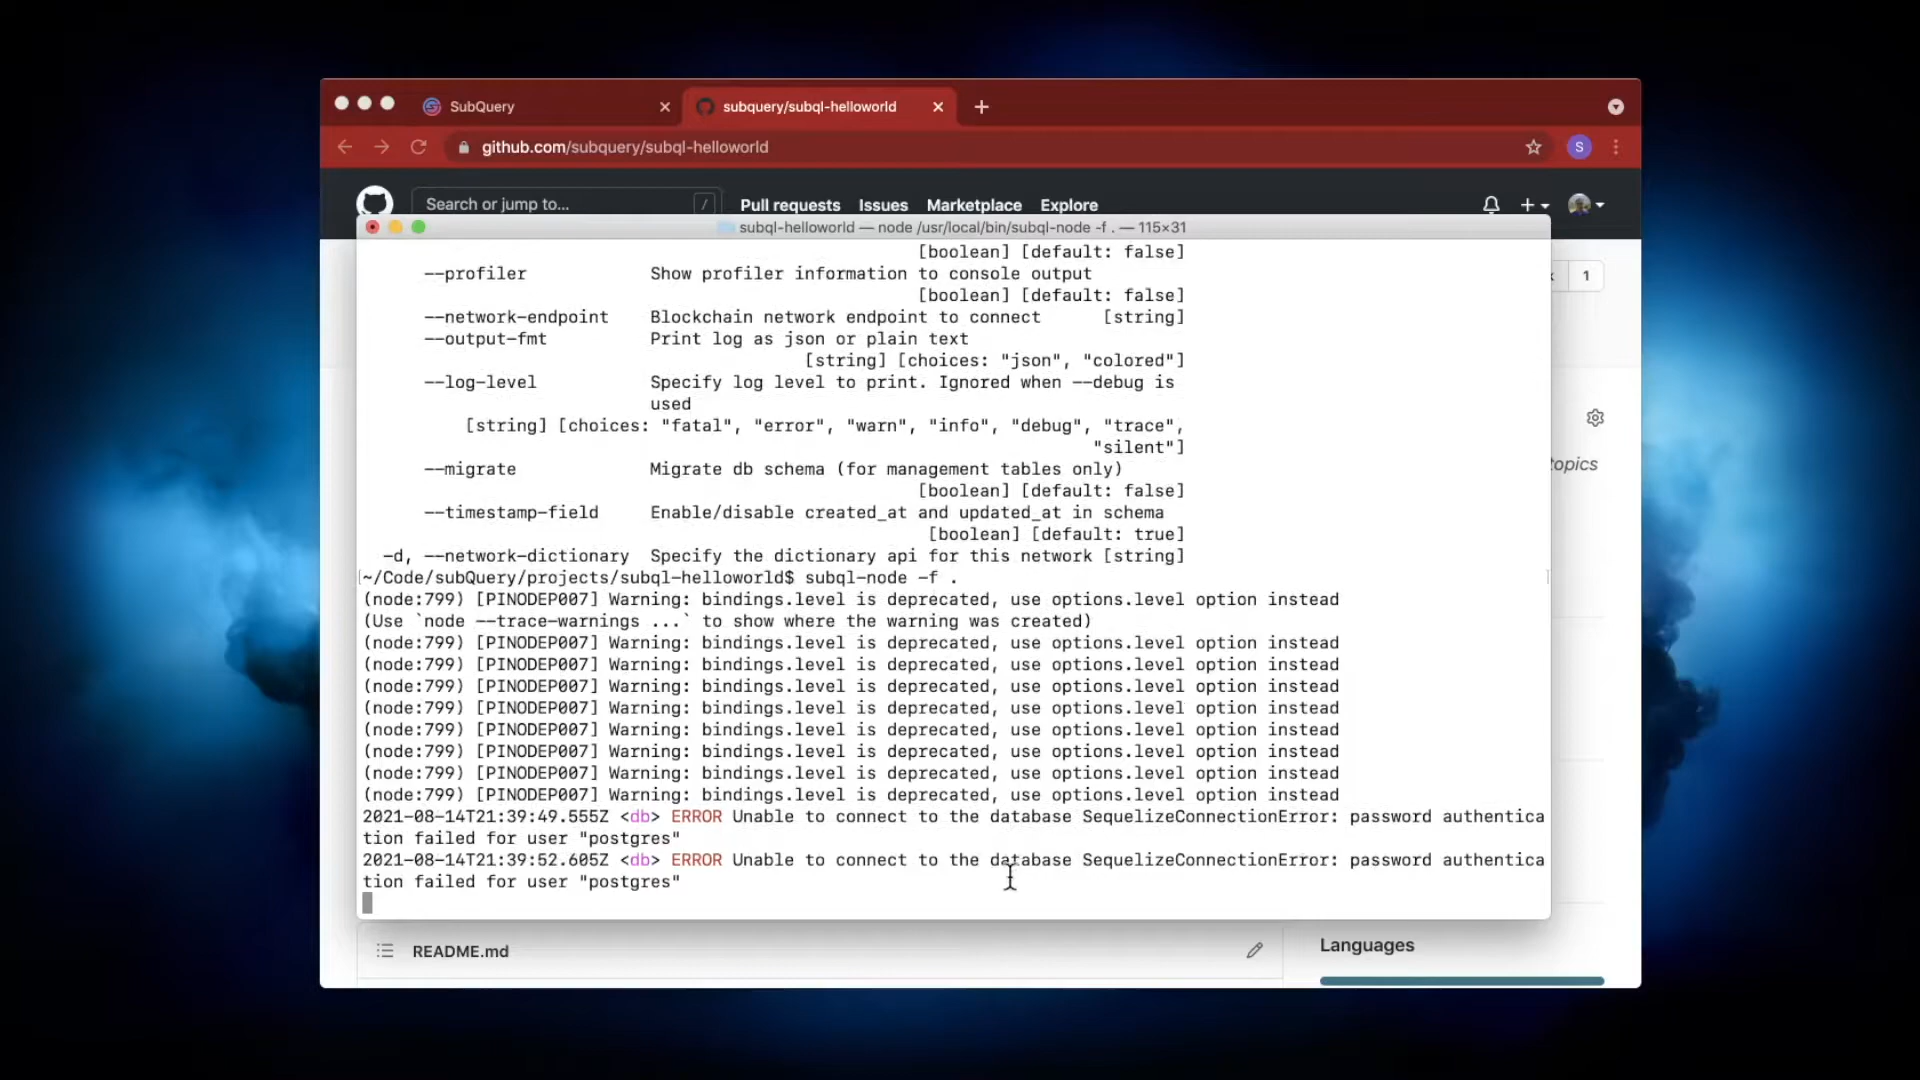 SubQuery
subquery/subql-helloworld
github.com/subquery/subql-helloworld
S
Search or jump to...
/
Pull requests
Issues
Marketplace
Explore
subql-helloworld — node /usr/local/bin/subql-node -f . — 115×31
[boolean] [default: false]
--profiler Show profiler information to console output
[boolean] [default: false]
--network-endpoint Blockchain network endpoint to connect [string]
--output-fmt Print log as json or plain text
[string] [choices: "json", "colored"]
--log-level Specify log level to print. Ignored when --debug is
used
[string] [choices: "fatal", "error", "warn", "info", "debug", "trace",
"silent"]
--migrate Migrate db schema (for management tables only)
[boolean] [default: false]
--timestamp-field Enable/disable created_at and updated_at in schema
[boolean] [default: true]
-d, --network-dictionary Specify the dictionary api for this network [string]
[~/Code/subQuery/projects/subql-helloworld$ subql-node -f . ]
(node:799) [PINODEP007] Warning: bindings.level is deprecated, use options.level option instead
(Use `node --trace-warnings ...` to show where the warning was created)
(node:799) [PINODEP007] Warning: bindings.level is deprecated, use options.level option instead
(node:799) [PINODEP007] Warning: bindings.level is deprecated, use options.level option instead
(node:799) [PINODEP007] Warning: bindings.level is deprecated, use options.level option instead
(node:799) [PINODEP007] Warning: bindings.level is deprecated, use options.level option instead
(node:799) [PINODEP007] Warning: bindings.level is deprecated, use options.level option instead
(node:799) [PINODEP007] Warning: bindings.level is deprecated, use options.level option instead
(node:799) [PINODEP007] Warning: bindings.level is deprecated, use options.level option instead
(node:799) [PINODEP007] Warning: bindings.level is deprecated, use options.level option instead
2021-08-14T21:39:49.555Z <db> ERROR Unable to connect to the database SequelizeConnectionError: password authentica
tion failed for user "postgres"
2021-08-14T21:39:52.605Z <db> ERROR Unable to connect to the database SequelizeConnectionError: password authentica
tion failed for user "postgres"
1
topics
README.md
Languages